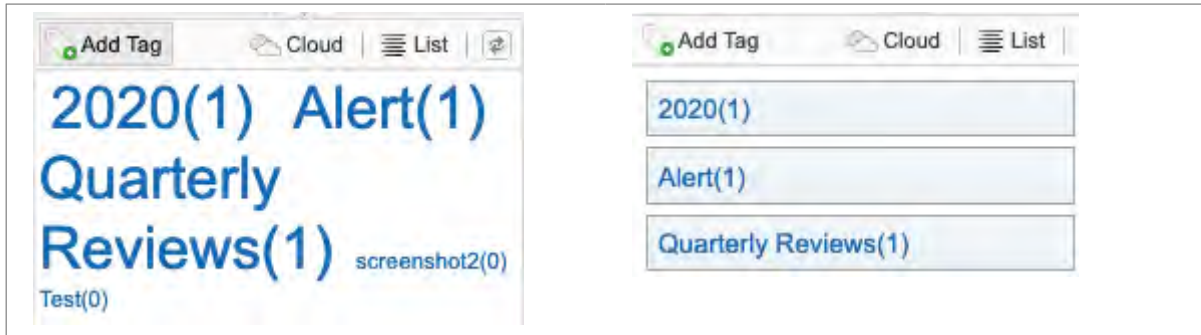 Add Tag Cloud List
2020(1) Alert(1)
Quarterly
Reviews(1) screenshot2(0)
Test(0)
Add Tag Cloud List
2020(1)
Alert(1)
Quarterly Reviews(1)